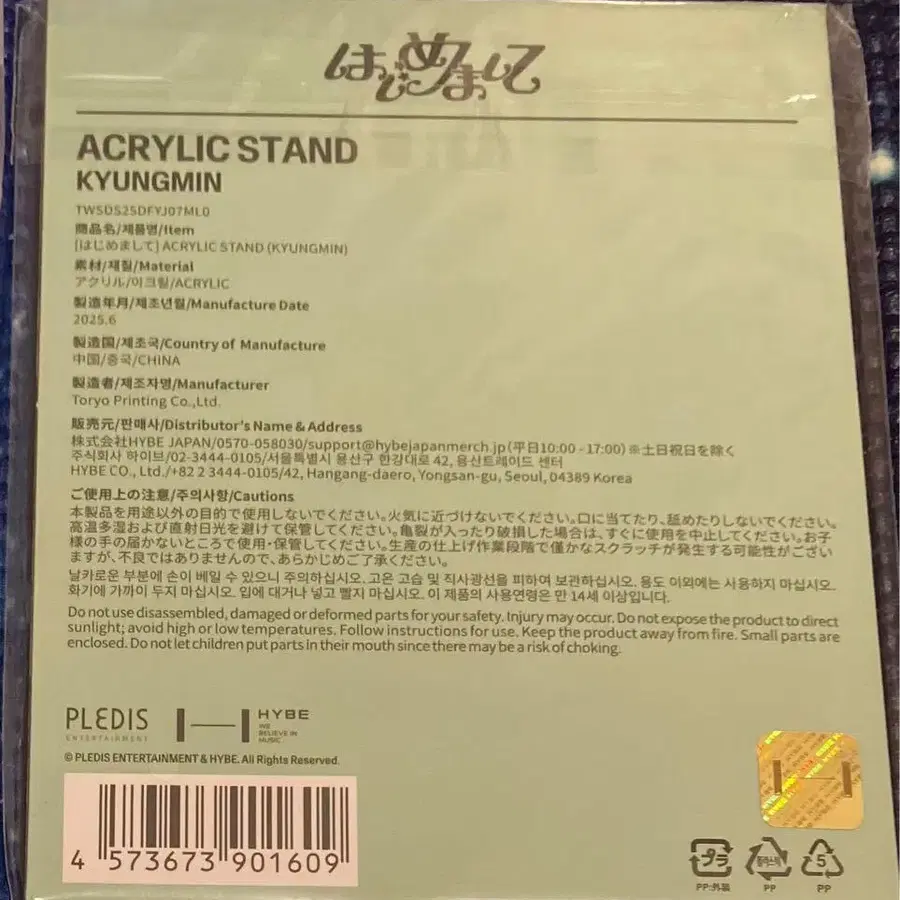 はじめまして
ACRYLIC STAND
KYUNGMIN
TWSDS25DFYJ07ML0
商品名/제품명/Item
[はじめまして] ACRYLIC STAND (KYUNGMIN)
素材/재질/Material
アクリル/아크릴/ACRYLIC
製造年月/제조년월/Manufacture Date
2025.6
製造国/제조국/Country of Manufacture
中国/중국/CHINA
製造者/제조자명/Manufacturer
Toryo Printing Co.,Ltd.
販売元/판매사/Distributor's Name & Address
株式会社HYBE JAPAN/0570-058030/support@hybejapanmerch.jp(平日10:00 - 17:00) ※土日祝日を除く
주식회사 하이브/02-3444-0105/서울특별시 용산구 한강대로 42, 용산트레이드 센터
HYBE CO., Ltd./+82 2 3444-0105/42, Hangang-daero, Yongsan-gu, Seoul, 04389 Korea
ご使用上の注意/주의사항/Cautions
本製品を用途以外の目的で使用しないでください。火気に近づけないでください。口に当てたり、舐めたりしないでください。
高温多湿および直射日光を避けて保管してください。亀裂が入ったり破損した場合は、すぐに使用を中止してください。お子
様の手の届かないところで使用・保管してください。生産の仕上げ作業段階で僅かなスクラッチが発生する可能性がござい
ますが、不良ではありませんので、あらかじめご了承ください。
날카로운 부분에 손이 베일 수 있으니 주의하십시오. 고온 고습 및 직사광선을 피하여 보관하십시오. 용도 이외에는 사용하지 마십시오.
화기에 가까이 두지 마십시오. 입에 대거나 넣고 빨지 마십시오. 이 제품의 사용연령은 만 14세 이상입니다.
Do not use disassembled, damaged or deformed parts for your safety. Injury may occur. Do not expose the product to direct
sunlight; avoid high or low temperatures. Follow instructions for use. Keep the product away from fire. Small parts are
enclosed. Do not let children put parts in their mouth since there may be a risk of choking.
PLEDIS
ENTERTAINMENT
HYBE
WE
BELIEVE IN
MUSIC
© PLEDIS ENTERTAINMENT & HYBE. All Rights Reserved.
4 573673 901609
プラ
PP:外装
플라스틱
PP
5
PP